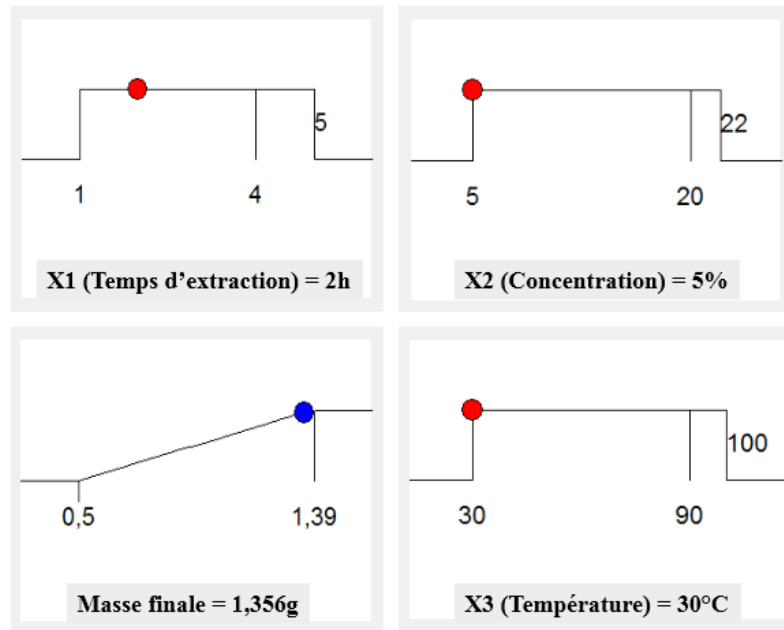 5
1
4
X1 (Temps d’extraction) = 2h
22
5
20
X2 (Concentration) = 5%
0,5
1,39
Masse finale = 1,356g
100
30
90
X3 (Température) = 30°C